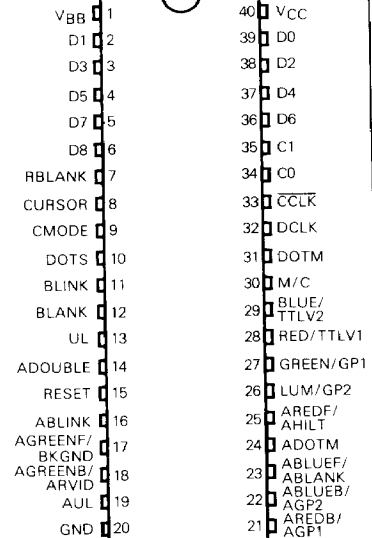 VBB 1 40 VCC
D1 2 39 D0
D3 3 38 D2
D5 4 37 D4
D7 5 36 D6
D8 6 35 C1
RBLANK 7 34 C0
CURSOR 8 33 CCLK
CMODE 9 32 DCLK
DOTS 10 31 DOTM
BLINK 11 30 M/C
BLANK 12 29 BLUE/
TTLV2
UL 13 28 RED/TTLV1
ADOUBLE 14 27 GREEN/GP1
RESET 15 26 LUM/GP2
ABLINK 16 25 AREDF/
AHILT
AGREENF/
BKGND 17 24 ADOTM
AGREENB/
ARVID 18 23 ABLUEF/
ABLANK
AUL 19 22 ABLUEB/
AGP2
GND 20 21 AREDB/
AGP1